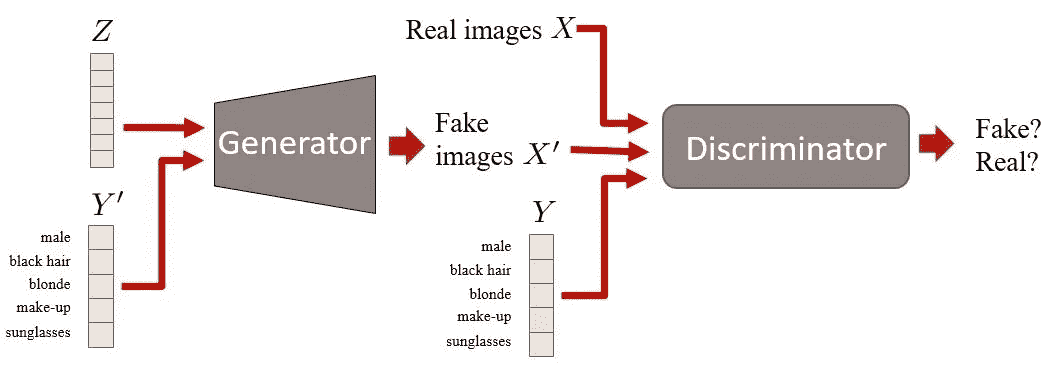 Z
Real images X
Generator
Fake
images X′
Discriminator
Fake?
Real?
Y′
male
black hair
blonde
make-up
sunglasses
Y
male
black hair
blonde
make-up
sunglasses